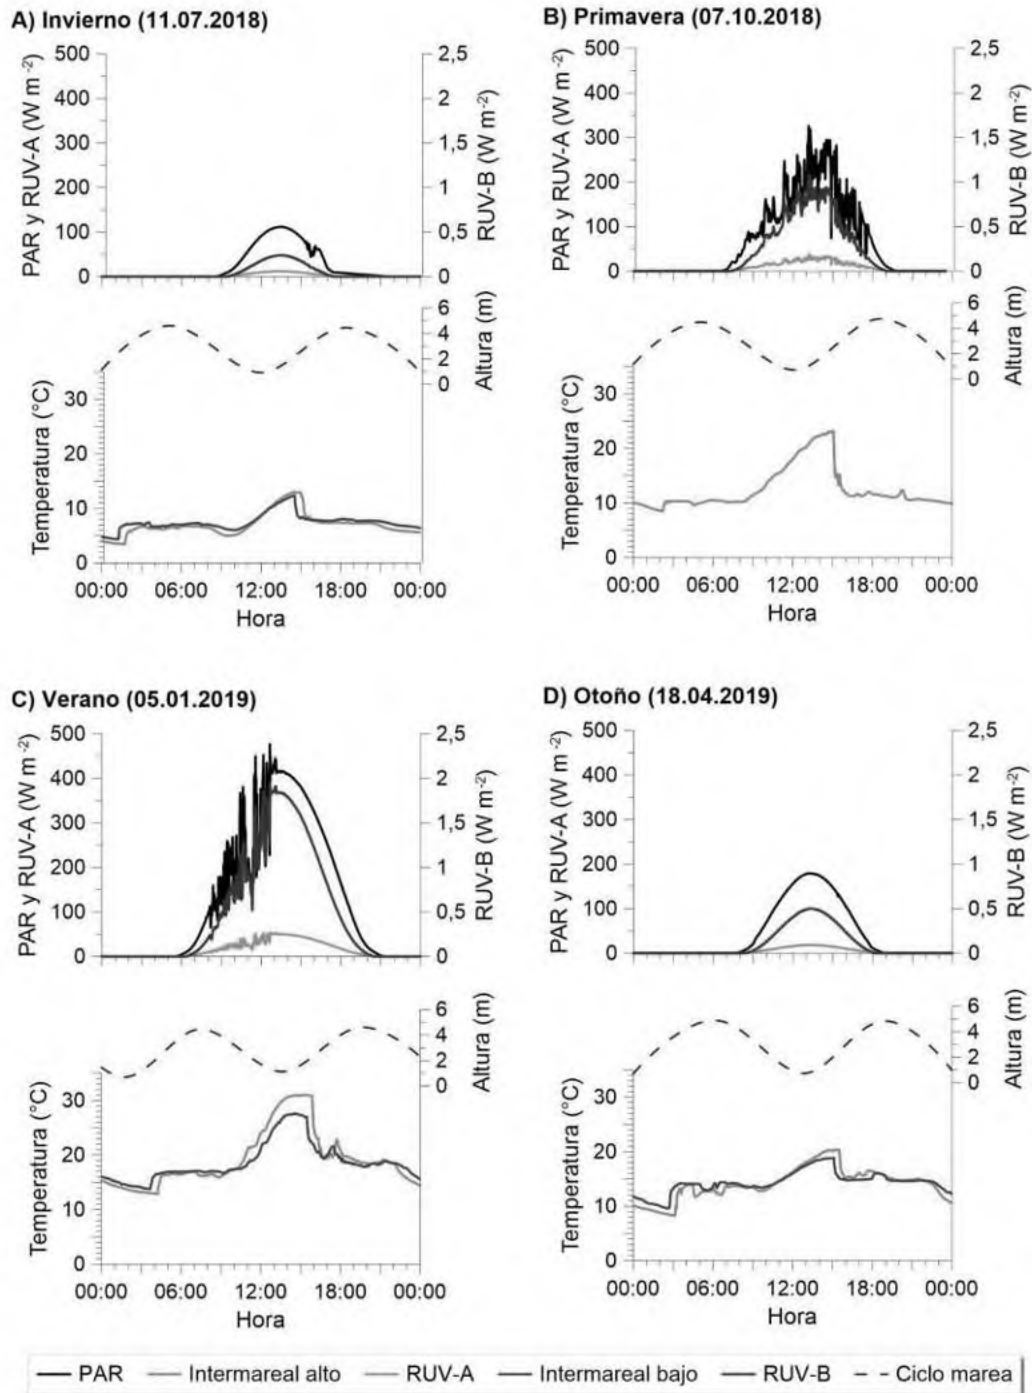 A) Invierno (11.07.2018)
500
400
300
200
100
0
PAR y RUV-A (W m-2)
2,5
2
1,5
1
0,5
0
RUV-B (W m-2)
6
4
2
0
Altura (m)
30
20
10
0
Temperatura (°C)
00:00 06:00 12:00 18:00 00:00
Hora
B) Primavera (07.10.2018)
500
400
300
200
100
0
PAR y RUV-A (W m-2)
2,5
2
1,5
1
0,5
0
RUV-B (W m-2)
6
4
2
0
Altura (m)
30
20
10
0
Temperatura (°C)
00:00 06:00 12:00 18:00 00:00
Hora
C) Verano (05.01.2019)
500
400
300
200
100
0
PAR y RUV-A (W m-2)
2,5
2
1,5
1
0,5
0
RUV-B (W m-2)
6
4
2
0
Altura (m)
30
20
10
0
Temperatura (°C)
00:00 06:00 12:00 18:00 00:00
Hora
D) Otoño (18.04.2019)
500
400
300
200
100
0
PAR y RUV-A (W m-2)
2,5
2
1,5
1
0,5
0
RUV-B (W m-2)
6
4
2
0
Altura (m)
30
20
10
0
Temperatura (°C)
00:00 06:00 12:00 18:00 00:00
Hora
PAR Intermareal alto RUV-A Intermareal bajo RUV-B Ciclo marea